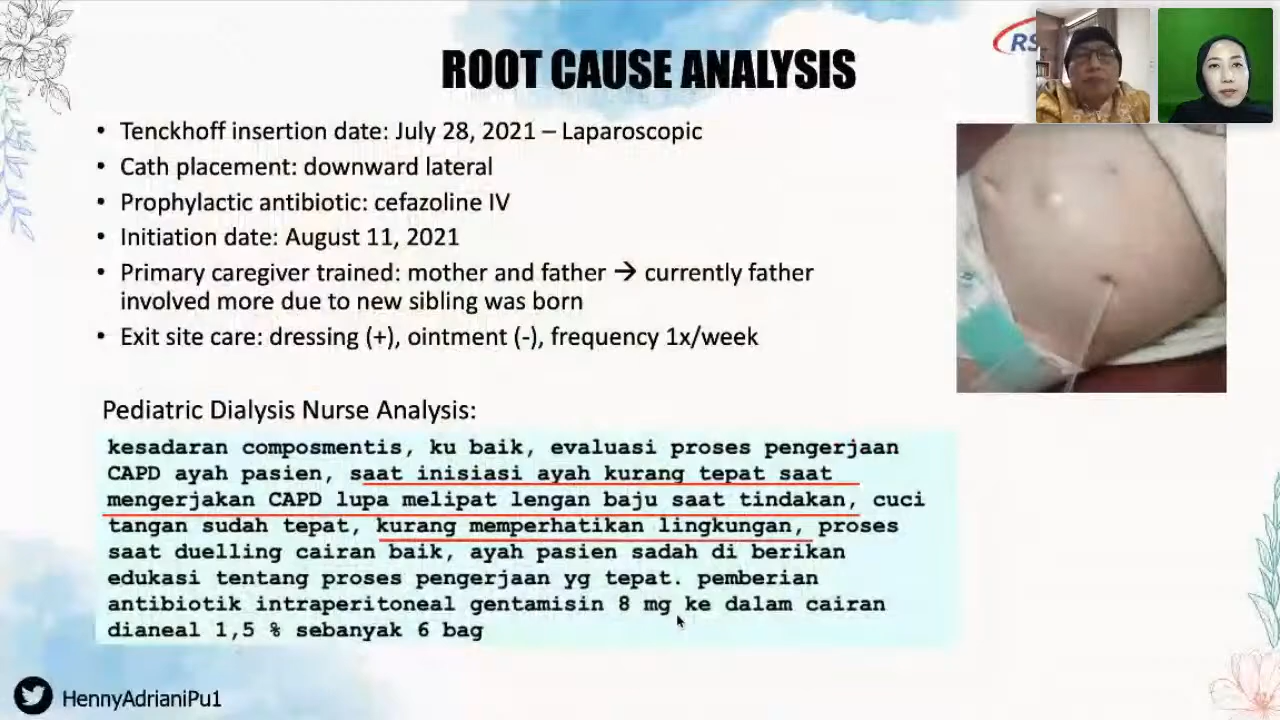 ROOT CAUSE ANALYSIS
RS
• Tenckhoff insertion date: July 28, 2021 – Laparoscopic
• Cath placement: downward lateral
• Prophylactic antibiotic: cefazoline IV
• Initiation date: August 11, 2021
• Primary caregiver trained: mother and father → currently father
involved more due to new sibling was born
• Exit site care: dressing (+), ointment (-), frequency 1x/week
Pediatric Dialysis Nurse Analysis:
kesadaran composmentis, ku baik, evaluasi proses pengerjaan
CAPD ayah pasien, saat inisiasi ayah kurang tepat saat
mengerjakan CAPD lupa melipat lengan baju saat tindakan, cuci
tangan sudah tepat, kurang memperhatikan lingkungan, proses
saat duelling cairan baik, ayah pasien sadah di berikan
edukasi tentang proses pengerjaan yg tepat. pemberian
antibiotik intraperitoneal gentamisin 8 mg ke dalam cairan
dianeal 1,5 % sebanyak 6 bag
HennyAdrianiPu1